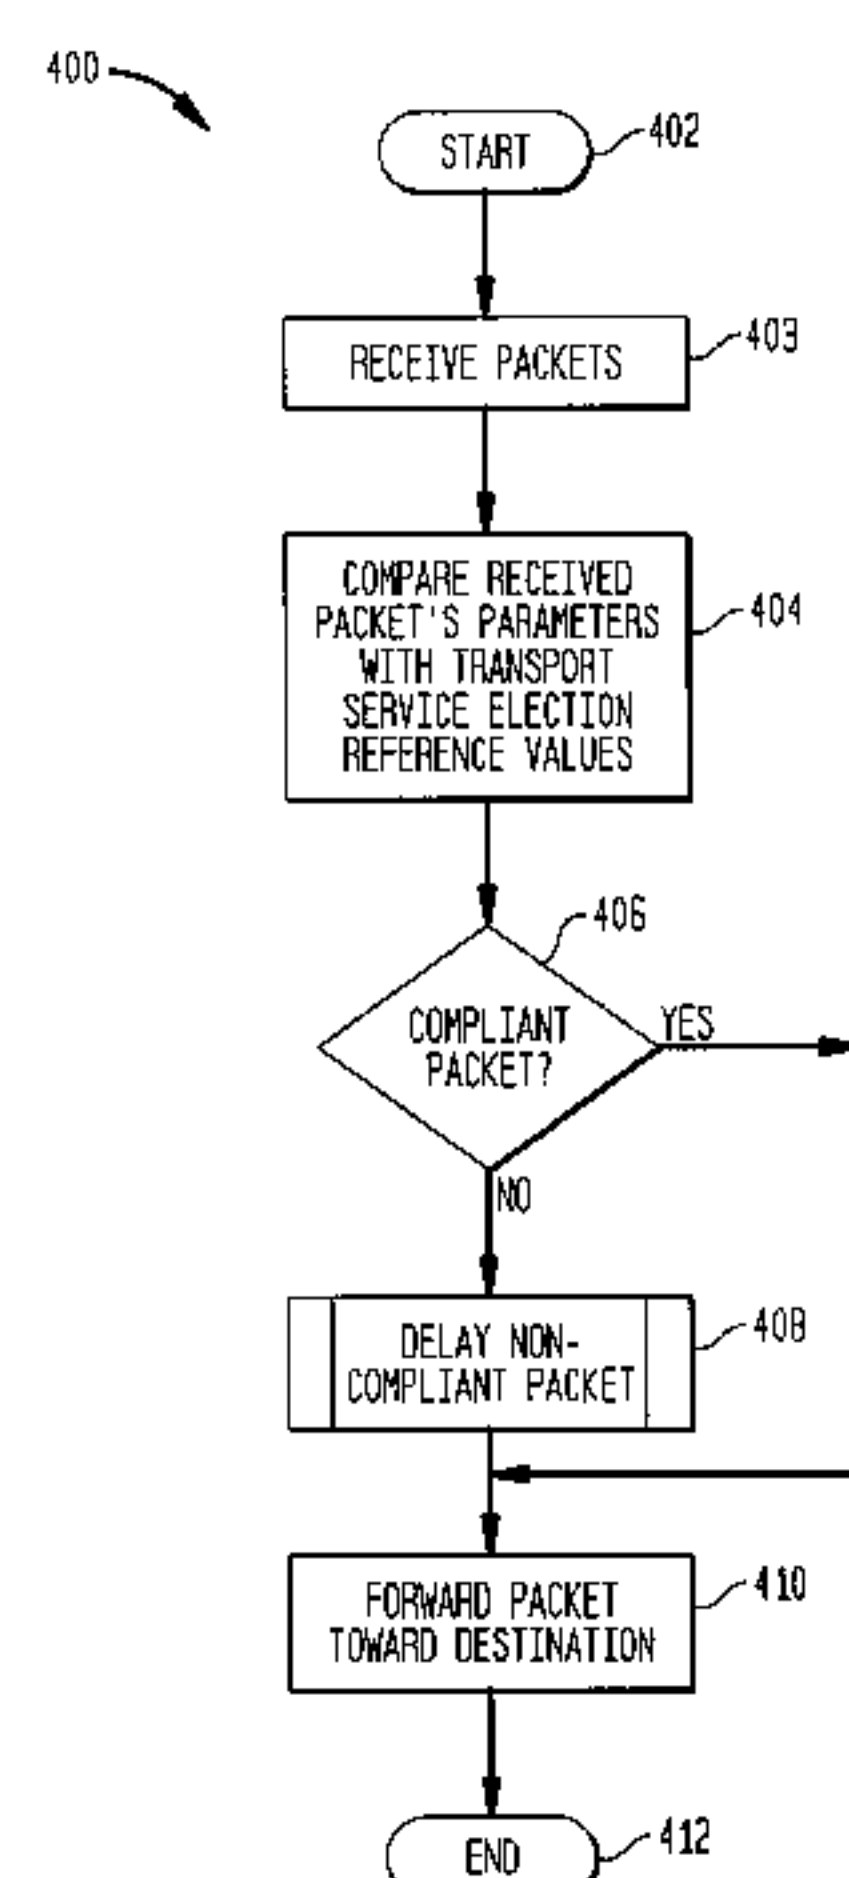 400
START
402
RECEIVE PACKETS
403
COMPARE RECEIVED
PACKET'S PARAMETERS
WITH TRANSPORT
SERVICE ELECTION
REFERENCE VALUES
404
406
COMPLIANT
PACKET?
YES
NO
DELAY NON-
COMPLIANT PACKET
408
FORWARD PACKET
TOWARD DESTINATION
410
END
412